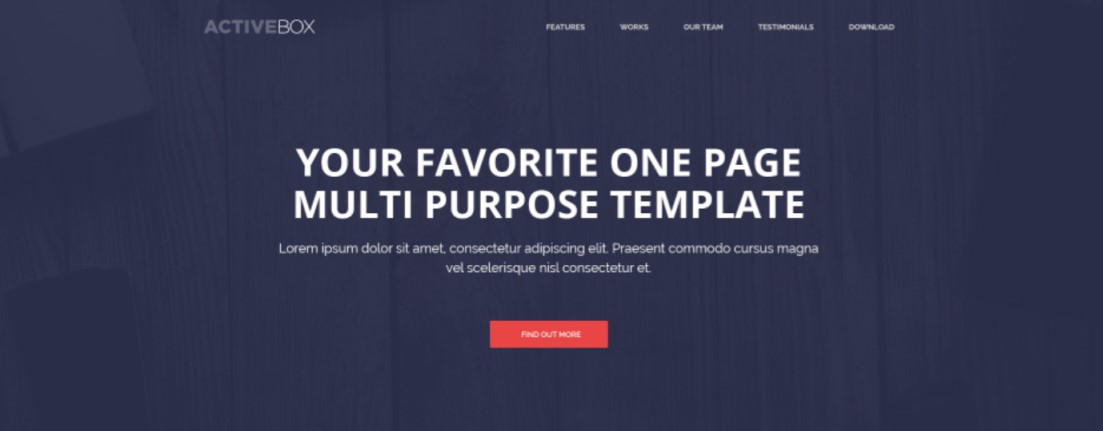 ACTIVEBOX
FEATURES WORKS OUR TEAM TESTIMONIALS DOWNLOAD
YOUR FAVORITE ONE PAGE
MULTI PURPOSE TEMPLATE
Lorem ipsum dolor sit amet, consectetur adipiscing elit. Praesent commodo cursus magna
vel scelerisque nisl consectetur et.
FIND OUT MORE